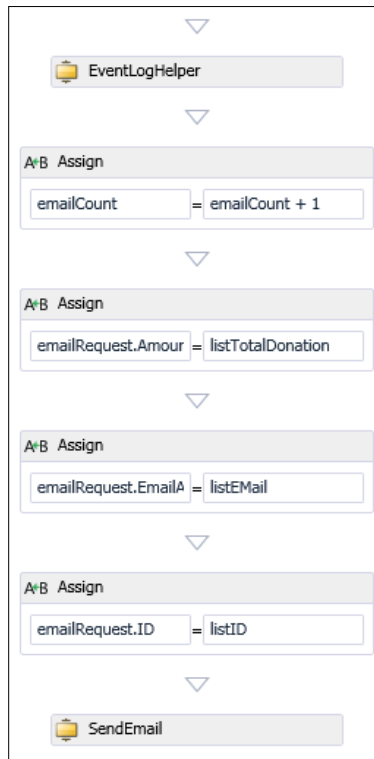 EventLogHelper
A+B Assign
emailCount = emailCount + 1
A+B Assign
emailRequest.Amour = listTotalDonation
A+B Assign
emailRequest.EmailA = listEMail
A+B Assign
emailRequest.ID = listID
SendEmail